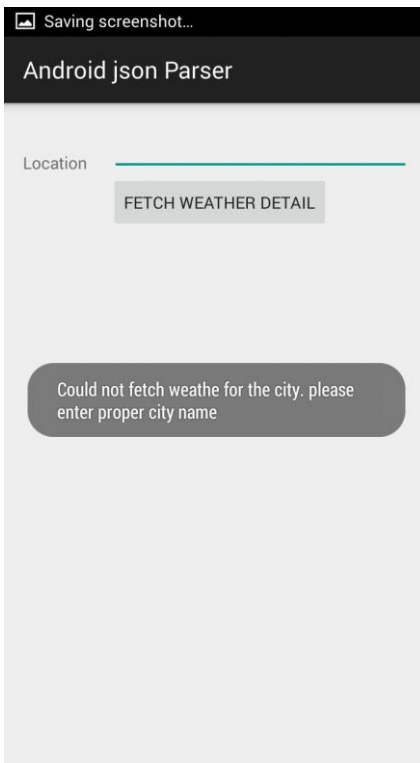 Saving screenshot...
Android json Parser
Location
FETCH WEATHER DETAIL
Could not fetch weathe for the city. please
enter proper city name